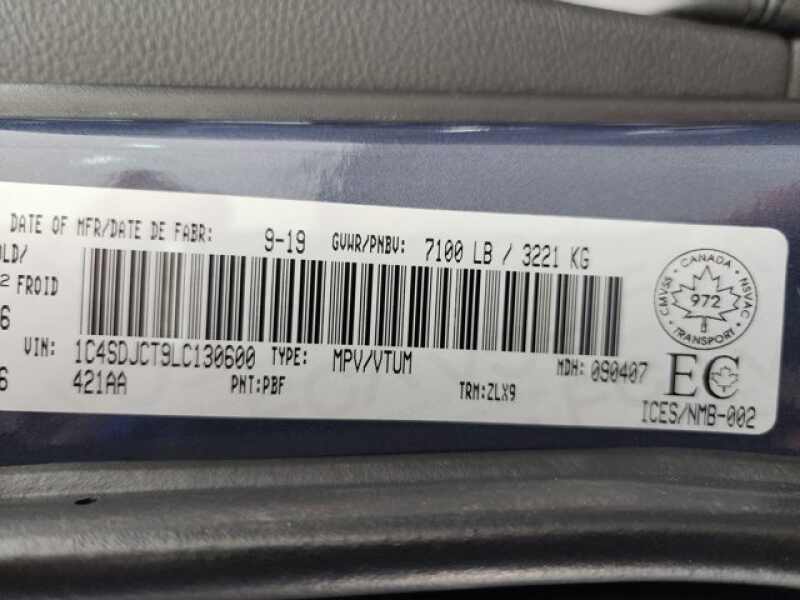 DATE OF MFR/DATE DE FABR: 9-19 GVWR/PNBV: 7100 LB / 3221 KG
OLD/
2 FROID
6
CANADA
CMVSS 972 NSVAC
TRANSPORT
VIN: 1C4SDJCT9LC130600 TYPE: MPV/VTUM MDH: 090407
6 421AA PNT:PBF TRM:ZLX9
EC
ICES/NMB-002